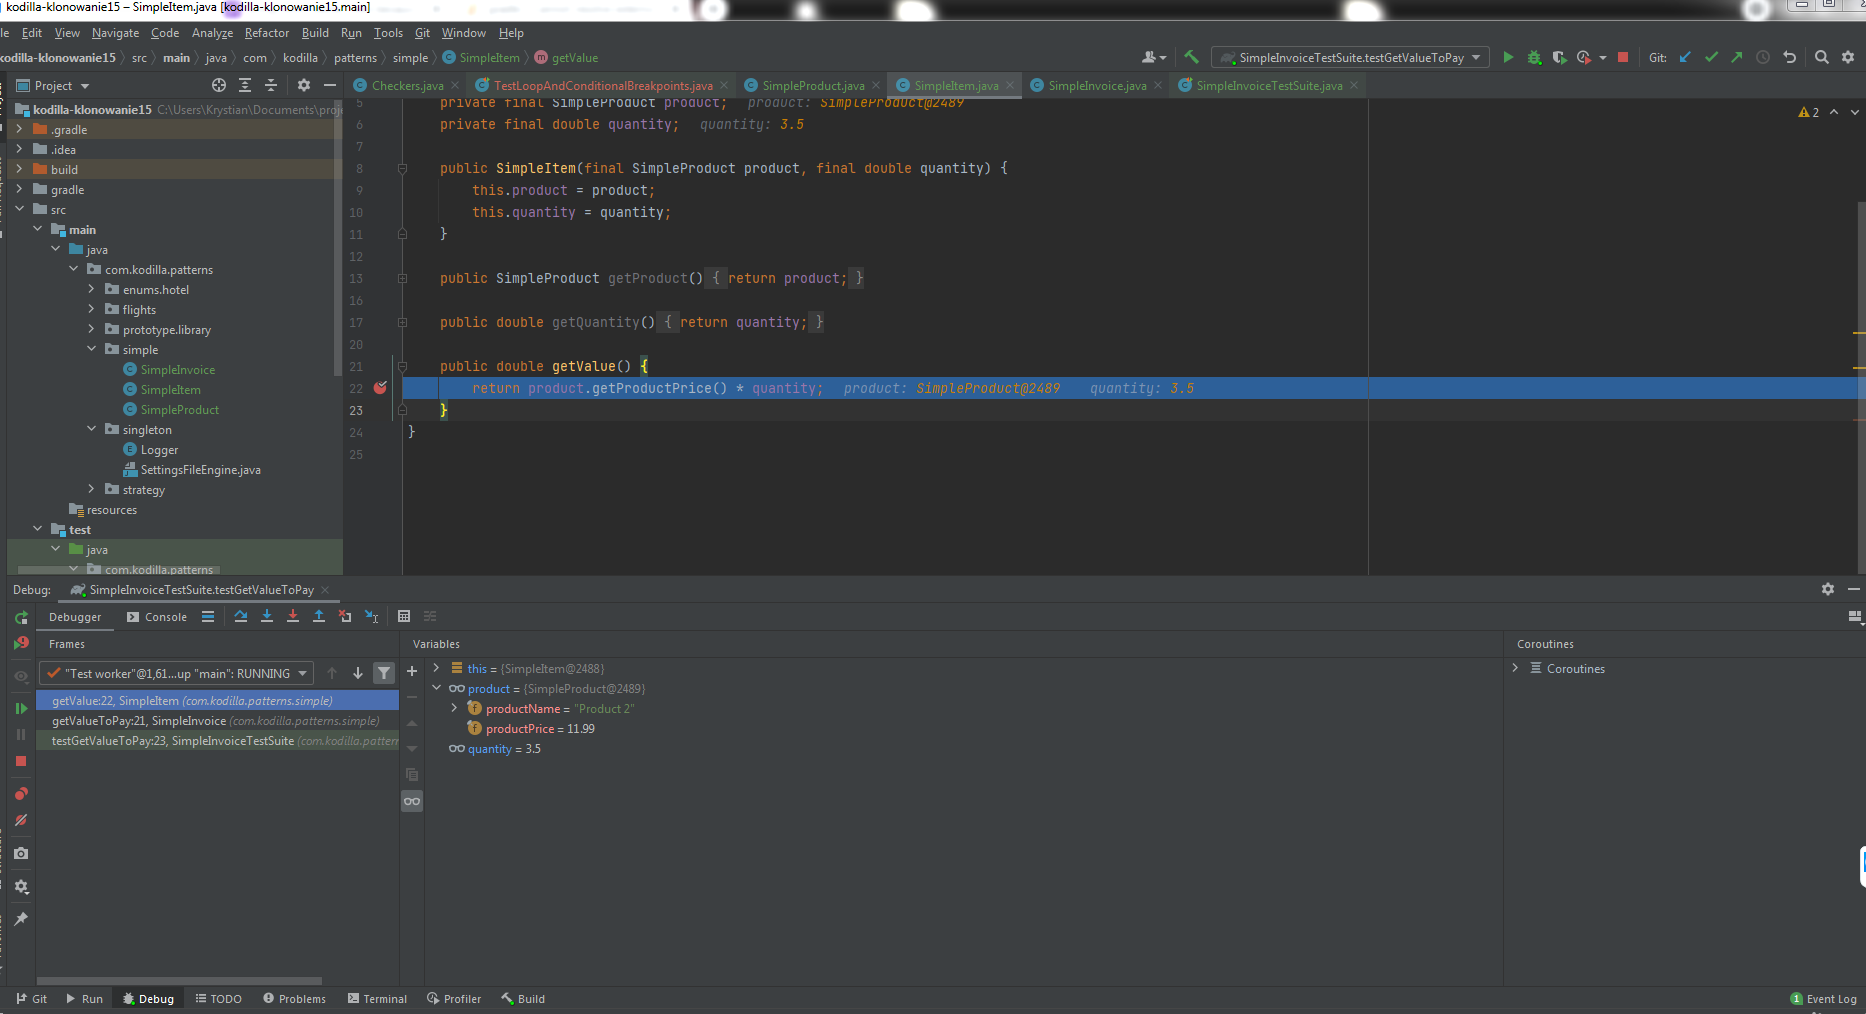 kodilla-klonowanie15 – SimpleItem.java [kodilla-klonowanie15.main]
Edit View Navigate Code Analyze Refactor Build Run Tools Git Window Help
kodilla-klonowanie15 src main java com kodilla patterns simple SimpleItem getValue
SimpleInvoiceTestSuite.testGetValueToPay Git:
Project
Checkers.java TestLoopAndConditionalBreakpoints.java SimpleProduct.java SimpleItem.java SimpleInvoice.java SimpleInvoiceTestSuite.java
kodilla-klonowanie15 C:\Users\Krystian\Documents\proje
.gradle
.idea
build
gradle
src
main
java
com.kodilla.patterns
enums.hotel
flights
prototype.library
simple
SimpleInvoice
SimpleItem
SimpleProduct
singleton
Logger
SettingsFileEngine.java
strategy
resources
test
java
com.kodilla.patterns
5 private final SimpleProduct product; product: SimpleProduct@2489
6 private final double quantity; quantity: 3.5
7
8 public SimpleItem(final SimpleProduct product, final double quantity) {
9 this.product = product;
10 this.quantity = quantity;
11 }
12
13 public SimpleProduct getProduct() { return product; }
16
17 public double getQuantity() { return quantity; }
20
21 public double getValue() {
22 return product.getProductPrice() * quantity; product: SimpleProduct@2489 quantity: 3.5
23 }
24 }
25
2
Debug: SimpleInvoiceTestSuite.testGetValueToPay
Debugger Console
Frames
"Test worker"@1,61...up "main": RUNNING
getValue:22, SimpleItem (com.kodilla.patterns.simple)
getValueToPay:21, SimpleInvoice (com.kodilla.patterns.simple)
testGetValueToPay:23, SimpleInvoiceTestSuite (com.kodilla.pattern
Variables
this = {SimpleItem@2488}
product = {SimpleProduct@2489}
productName = "Product 2"
productPrice = 11.99
quantity = 3.5
Coroutines
Coroutines
Git Run Debug TODO Problems Terminal Profiler Build
1 Event Log